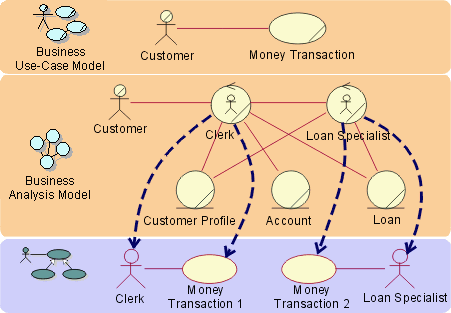 Business
Use-Case Model
Customer
Money Transaction
Business
Analysis Model
Customer
Clerk
Loan Specialist
Customer Profile
Account
Loan
Clerk
Money
Transaction 1
Money
Transaction 2
Loan Specialist